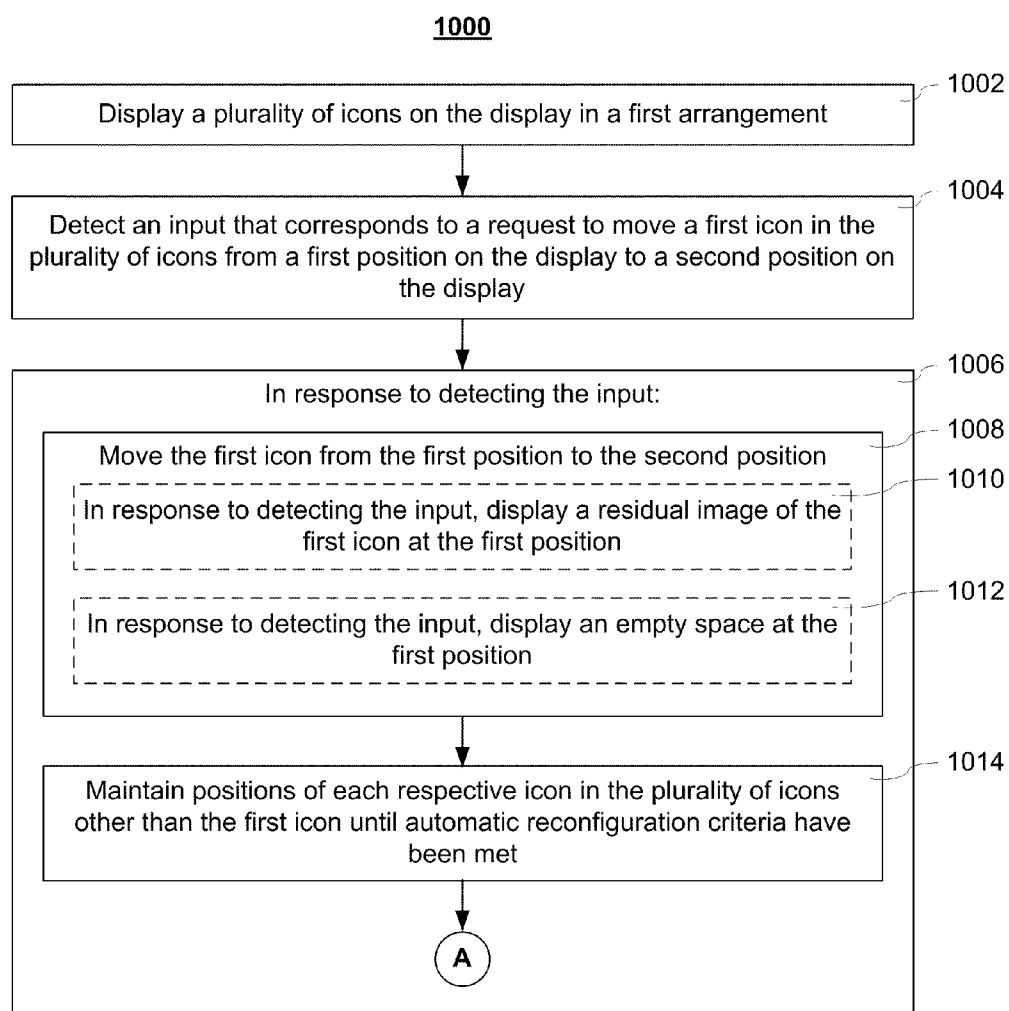 1000
1002
Display a plurality of icons on the display in a first arrangement
1004
Detect an input that corresponds to a request to move a first icon in the
plurality of icons from a first position on the display to a second position on
the display
1006
In response to detecting the input:
1008
Move the first icon from the first position to the second position
1010
In response to detecting the input, display a residual image of the
first icon at the first position
1012
In response to detecting the input, display an empty space at the
first position
1014
Maintain positions of each respective icon in the plurality of icons
other than the first icon until automatic reconfiguration criteria have
been met
A